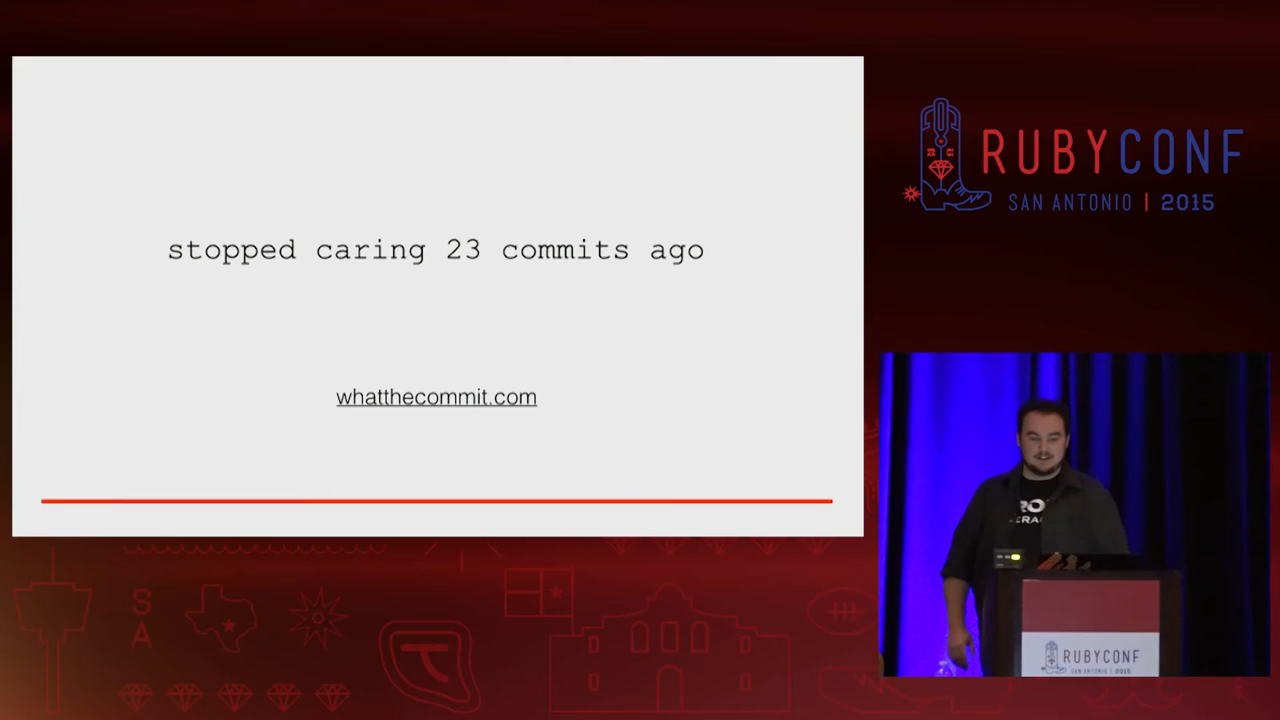 stopped caring 23 commits ago
whatthecommit.com
RUBYCONF
SAN ANTONIO | 2015
S
A
RUBYCONF